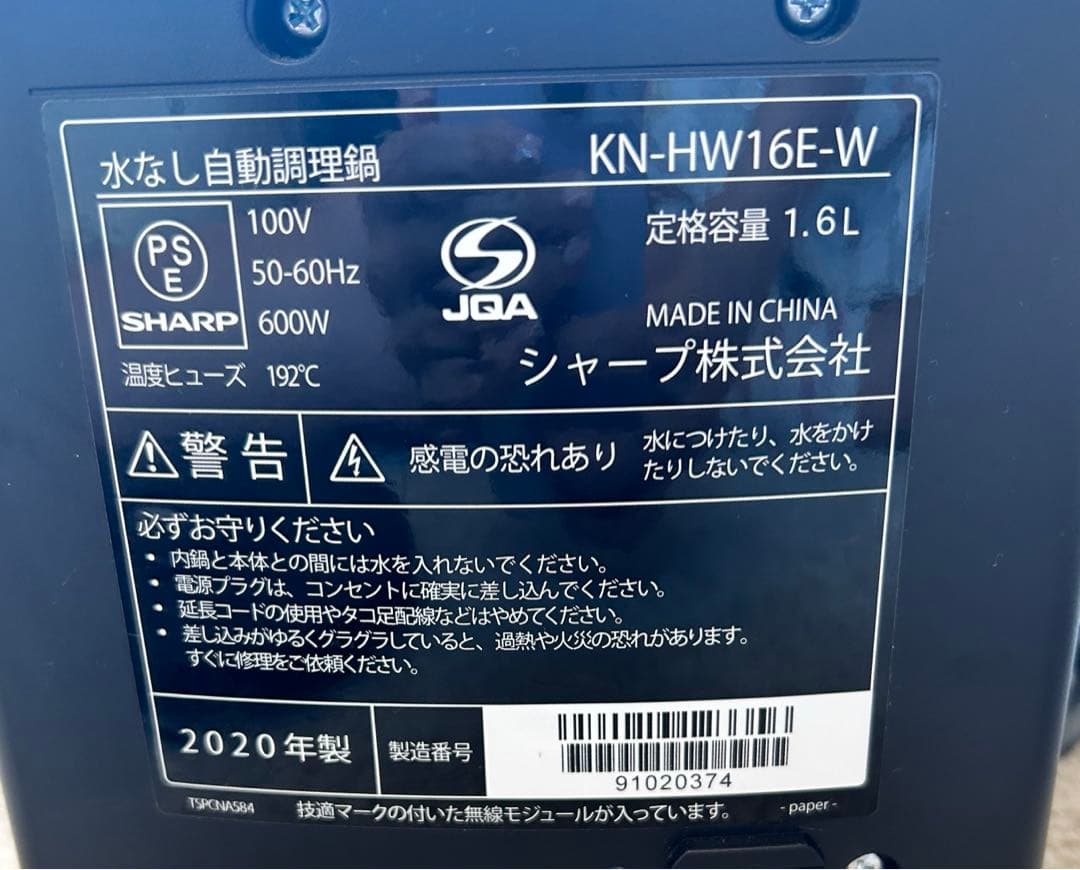 水なし自動調理鍋 KN-HW16E-W
PS
E
SHARP
100V
50-60Hz
600W
温度ヒューズ 192℃
JQA
定格容量 1.6L
MADE IN CHINA
シャープ株式会社
警告
感電の恐れあり
水につけたり、水をかけ
たりしないでください。
必ずお守りください
• 内鍋と本体との間には水を入れないでください。
• 電源プラグは、コンセントに確実に差し込んでください。
• 延長コードの使用やタコ足配線などはやめてください。
• 差し込みがゆるくグラグラしていると、過熱や火災の恐れがあります。
すぐに修理をご依頼ください。
2020年製
製造番号
91020374
TSPCNA584 技適マークの付いた無線モジュールが入っています。 - paper -